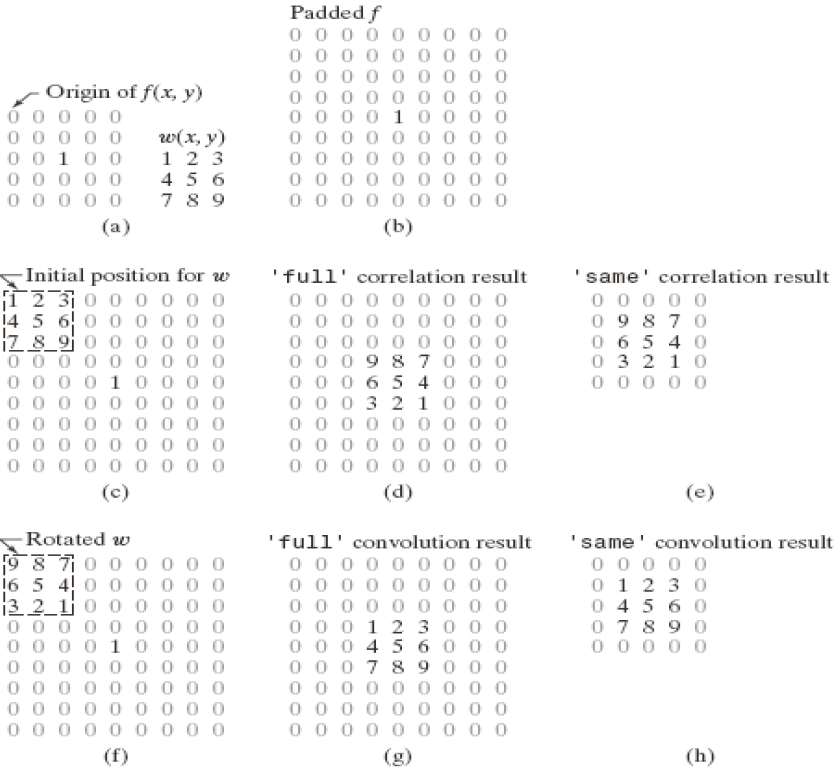 Origin of f(x, y)
0 0 0 0 0
0 0 0 0 0
0 0 1 0 0
0 0 0 0 0
0 0 0 0 0
w(x, y)
1 2 3
4 5 6
7 8 9
(a)
Padded f
0 0 0 0 0 0 0 0 0
0 0 0 0 0 0 0 0 0
0 0 0 0 0 0 0 0 0
0 0 0 0 0 0 0 0 0
0 0 0 0 1 0 0 0 0
0 0 0 0 0 0 0 0 0
0 0 0 0 0 0 0 0 0
0 0 0 0 0 0 0 0 0
0 0 0 0 0 0 0 0 0
(b)
Initial position for w
1 2 3 0 0 0 0 0 0
4 5 6 0 0 0 0 0 0
7 8 9 0 0 0 0 0 0
0 0 0 0 0 0 0 0 0
0 0 0 0 1 0 0 0 0
0 0 0 0 0 0 0 0 0
0 0 0 0 0 0 0 0 0
0 0 0 0 0 0 0 0 0
0 0 0 0 0 0 0 0 0
(c)
'full' correlation result
0 0 0 0 0 0 0 0 0
0 0 0 0 0 0 0 0 0
0 0 0 0 0 0 0 0 0
0 0 0 9 8 7 0 0 0
0 0 0 6 5 4 0 0 0
0 0 0 3 2 1 0 0 0
0 0 0 0 0 0 0 0 0
0 0 0 0 0 0 0 0 0
0 0 0 0 0 0 0 0 0
(d)
'same' correlation result
0 0 0 0 0
0 9 8 7 0
0 6 5 4 0
0 3 2 1 0
0 0 0 0 0
(e)
Rotated w
9 8 7 0 0 0 0 0 0
6 5 4 0 0 0 0 0 0
3 2 1 0 0 0 0 0 0
0 0 0 0 0 0 0 0 0
0 0 0 0 1 0 0 0 0
0 0 0 0 0 0 0 0 0
0 0 0 0 0 0 0 0 0
0 0 0 0 0 0 0 0 0
0 0 0 0 0 0 0 0 0
(f)
'full' convolution result
0 0 0 0 0 0 0 0 0
0 0 0 0 0 0 0 0 0
0 0 0 0 0 0 0 0 0
0 0 0 1 2 3 0 0 0
0 0 0 4 5 6 0 0 0
0 0 0 7 8 9 0 0 0
0 0 0 0 0 0 0 0 0
0 0 0 0 0 0 0 0 0
0 0 0 0 0 0 0 0 0
(g)
'same' convolution result
0 0 0 0 0
0 1 2 3 0
0 4 5 6 0
0 7 8 9 0
0 0 0 0 0
(h)